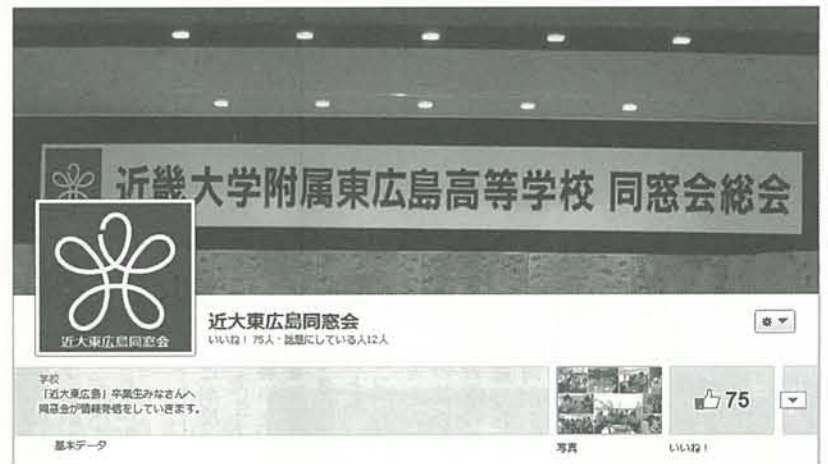 近畿大学附属東広島高等学校 同窓会総会
近大東広島同窓会
近大東広島同窓会
いいね！75人・話題にしている人12人
学校
「近大東広島」卒業生みなさんへ
同窓会が情報発信をしていきます。
75
基本データ
写真
いいね！